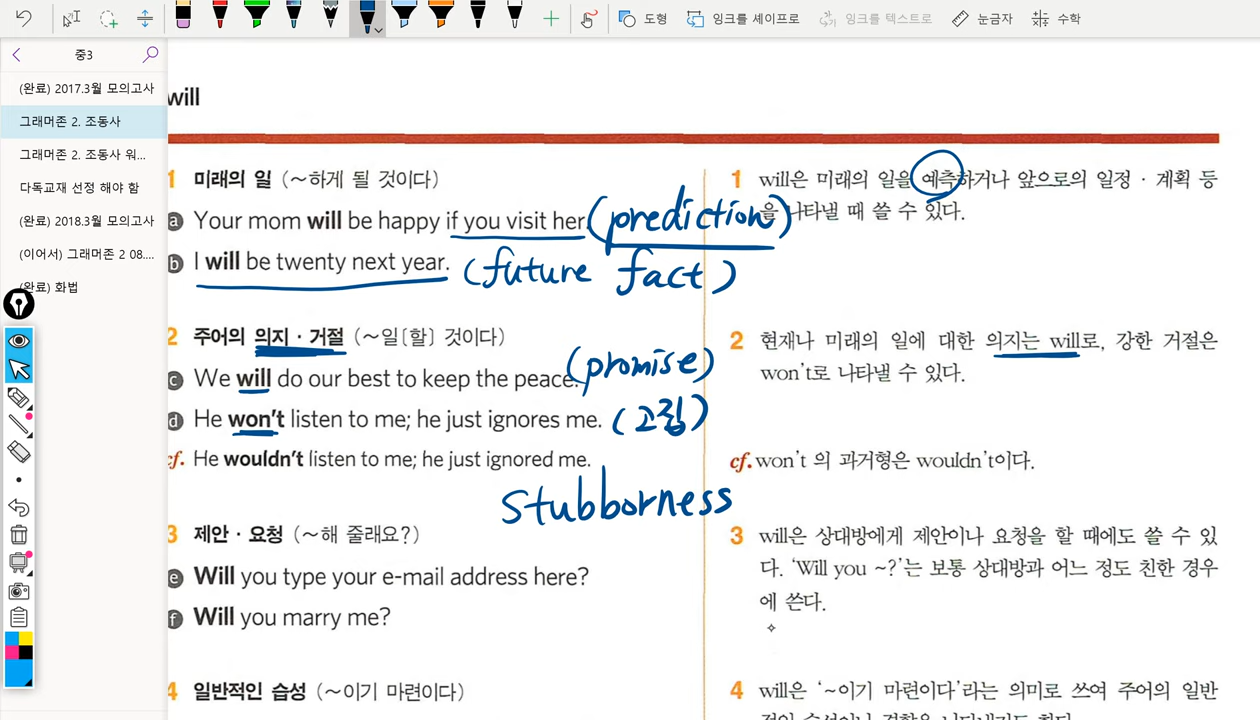 도형
잉크를 셰이프로
잉크를 텍스트로
눈금자
수학
중3
(완료) 2017.3월 모의고사
그래머존 2. 조동사
그래머존 2. 조동사 워...
다독교재 선정 해야 함
(완료) 2018.3월 모의고사
(이어서) 그래머존 2 08....
(완료) 화법
will
1 미래의 일 (~하게 될 것이다)
a Your mom will be happy if you visit her. (prediction)
b I will be twenty next year. (future fact)
2 주어의 의지 · 거절 (~일[할] 것이다)
c We will do our best to keep the peace. (promise)
d He won't listen to me; he just ignores me. (고집)
cf. He wouldn't listen to me; he just ignored me.
stubborness
3 제안 · 요청 (~해 줄래요?)
e Will you type your e-mail address here?
f Will you marry me?
4 일반적인 습성 (~이기 마련이다)
1 will은 미래의 일을 예측하거나 앞으로의 일정 · 계획 등
을 나타낼 때 쓸 수 있다.
2 현재나 미래의 일에 대한 의지는 will로, 강한 거절은
won't로 나타낼 수 있다.
cf. won't 의 과거형은 wouldn't이다.
3 will은 상대방에게 제안이나 요청을 할 때에도 쓸 수 있
다. 'Will you ~?'는 보통 상대방과 어느 정도 친한 경우
에 쓴다.
4 will은 '~이기 마련이다'라는 의미로 쓰여 주어의 일반